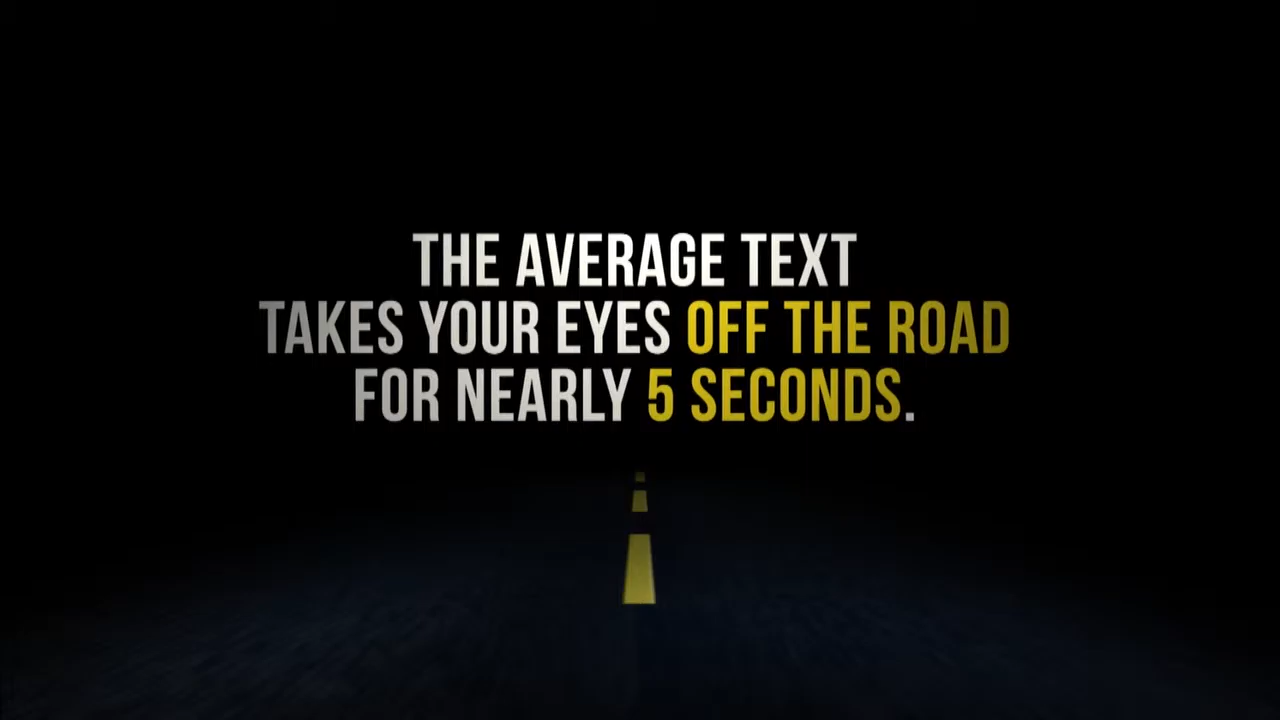 THE AVERAGE TEXT
TAKES YOUR EYES OFF THE ROAD
FOR NEARLY 5 SECONDS.